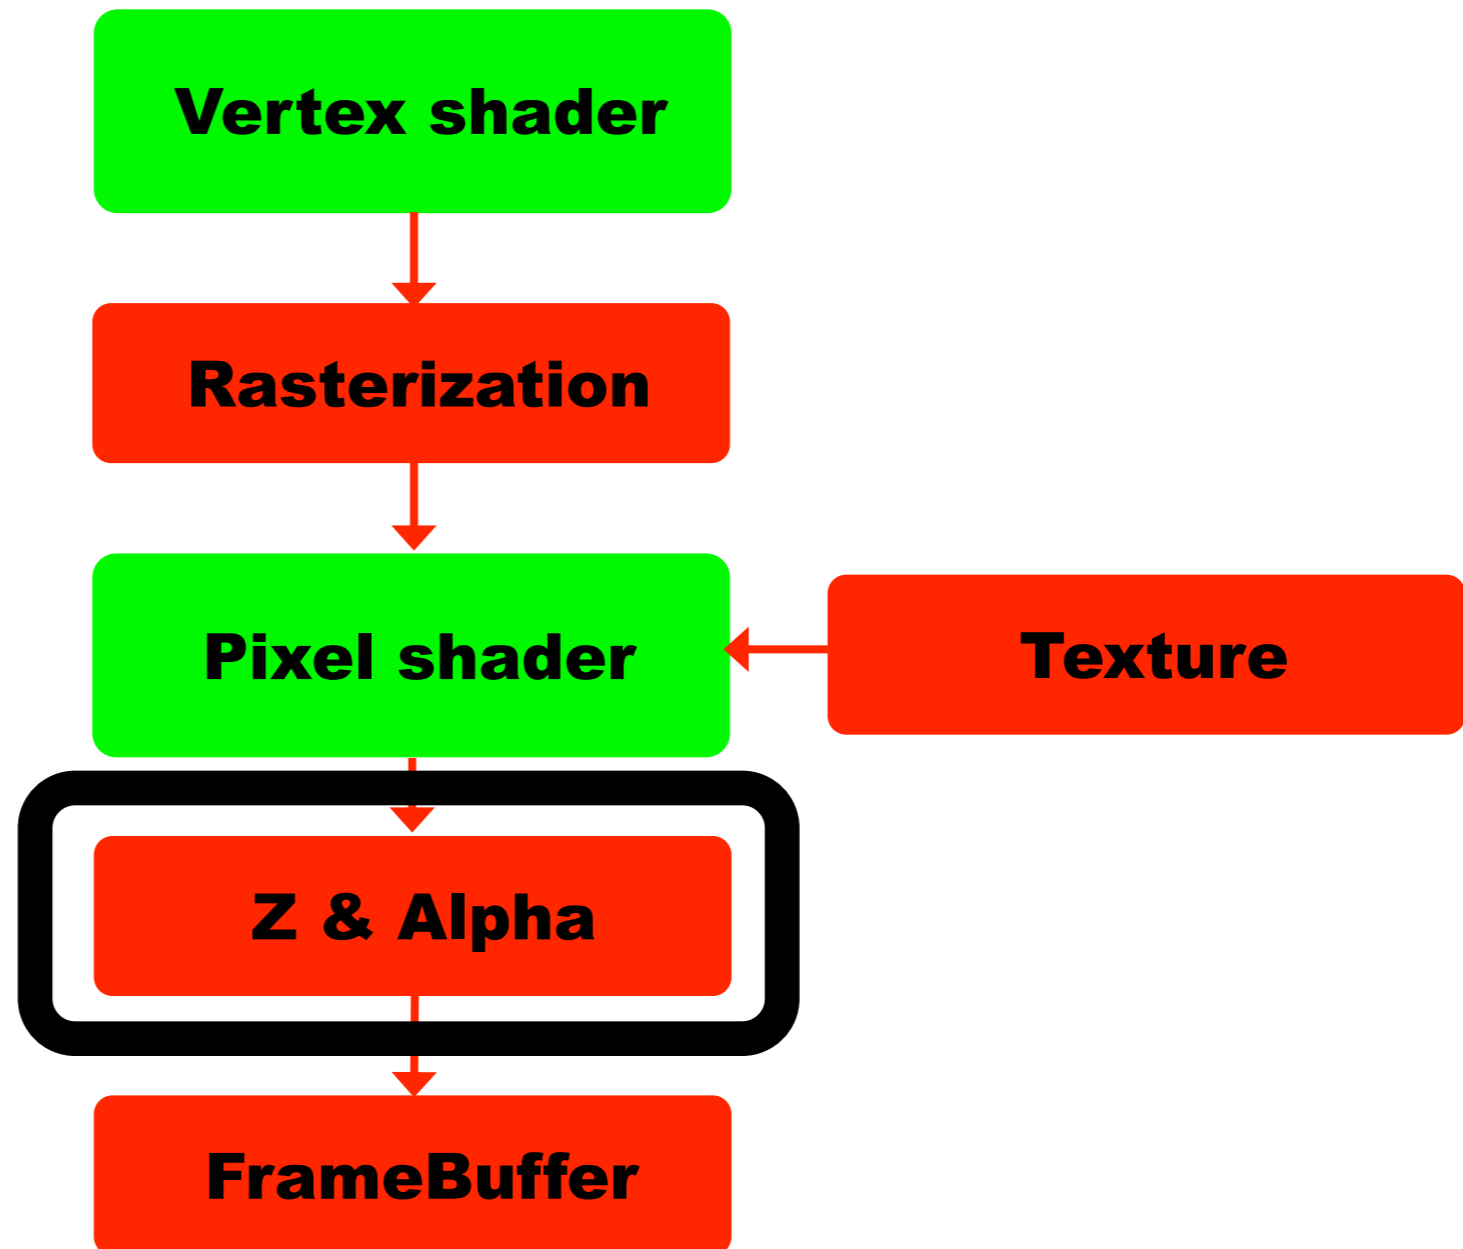 Vertex shader
Rasterization
Pixel shader
Texture
Z & Alpha
FrameBuffer